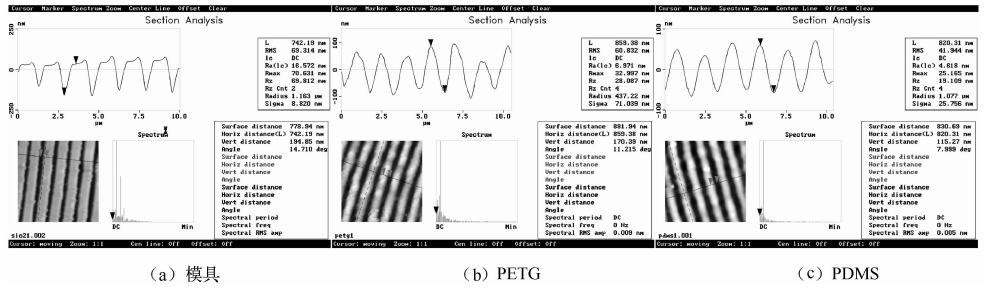 Cursor Marker Spectrum Zoom Center Line Offset Clear
Section Analysis
nm
250
0
-250
0 2.5 5.0 7.5 10.0
μm
L 742.19 nm
RMS 69.314 nm
lc DC
Ra(lc) 16.572 nm
Rmax 70.631 nm
Rz 69.812 nm
Rz Cnt 2
Radius 1.163 μm
Sigma 8.820 nm
Spectrum
DC Min
Surface distance 778.94 nm
Horiz distance(L) 742.19 nm
Vert distance 194.85 nm
Angle 14.710 deg
Surface distance
Horiz distance
Vert distance
Angle
Surface distance
Horiz distance
Vert distance
Angle
Spectral period DC
Spectral freq 0 Hz
Spectral RMS amp
sio21.002
Cursor: moving Zoom: 1:1 Cen line: Off Offset: Off
(a) 模具
Cursor Marker Spectrum Zoom Center Line Offset Clear
Section Analysis
nm
100
0
-100
0 2.5 5.0 7.5 10.0
μm
L 859.38 nm
RMS 60.832 nm
lc DC
Ra(lc) 6.971 nm
Rmax 32.997 nm
Rz 28.087 nm
Rz Cnt 4
Radius 437.22 nm
Sigma 71.039 nm
Spectrum
DC Min
Surface distance 881.94 nm
Horiz distance(L) 859.38 nm
Vert distance 170.39 nm
Angle 11.215 deg
Surface distance
Horiz distance
Vert distance
Angle
Surface distance
Horiz distance
Vert distance
Angle
Spectral period DC
Spectral freq 0 Hz
Spectral RMS amp 0.009 nm
petg1
Cursor: moving Zoom: 1:1 Cen line: Off Offset: Off
(b) PETG
Cursor Marker Spectrum Zoom Center Line Offset Clear
Section Analysis
nm
100
0
-100
0 2.5 5.0 7.5 10.0
μm
L 820.31 nm
RMS 41.944 nm
lc DC
Ra(lc) 4.618 nm
Rmax 25.165 nm
Rz 19.109 nm
Rz Cnt 4
Radius 1.077 μm
Sigma 25.756 nm
Spectrum
DC Min
Surface distance 830.69 nm
Horiz distance(L) 820.31 nm
Vert distance 115.27 nm
Angle 7.999 deg
Surface distance
Horiz distance
Vert distance
Angle
Surface distance
Horiz distance
Vert distance
Angle
Spectral period DC
Spectral freq 0 Hz
Spectral RMS amp 0.005 nm
pdms1.001
Cursor: moving Zoom: 1:1 Cen line: Off Offset: Off
(c) PDMS